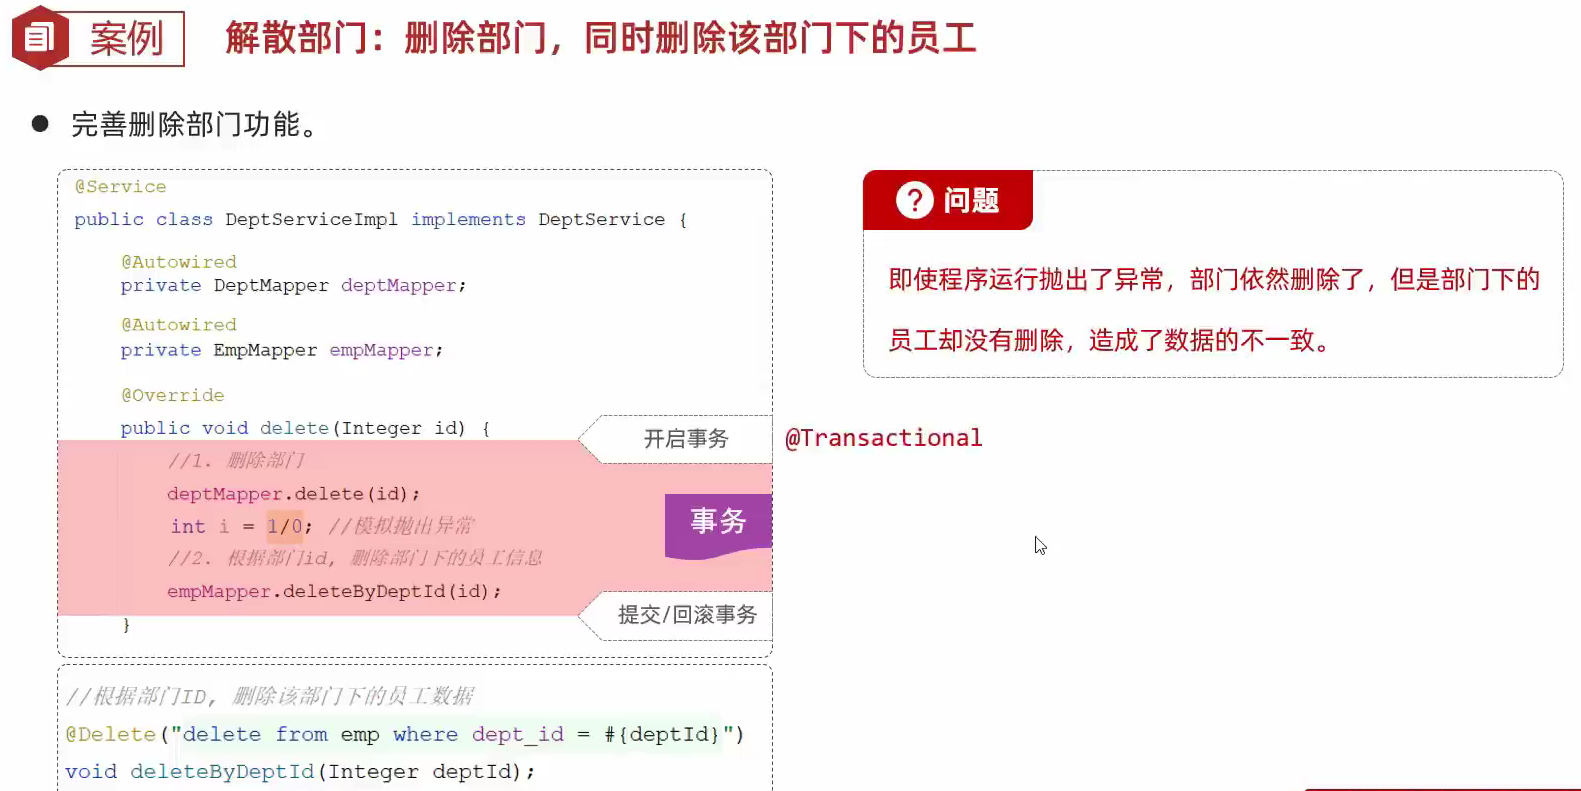 案例
解散部门：删除部门，同时删除该部门下的员工
● 完善删除部门功能。
@Service
public class DeptServiceImpl implements DeptService {
@Autowired
private DeptMapper deptMapper;
@Autowired
private EmpMapper empMapper;
@Override
public void delete(Integer id) {
//1. 删除部门
deptMapper.delete(id);
int i = 1/0; //模拟抛出异常
//2. 根据部门id, 删除部门下的员工信息
empMapper.deleteByDeptId(id);
}
开启事务
事务
提交/回滚事务
//根据部门ID, 删除该部门下的员工数据
@Delete("delete from emp where dept_id = #{deptId}")
void deleteByDeptId(Integer deptId);
? 问题
即使程序运行抛出了异常，部门依然删除了，但是部门下的
员工却没有删除，造成了数据的不一致。
@Transactional